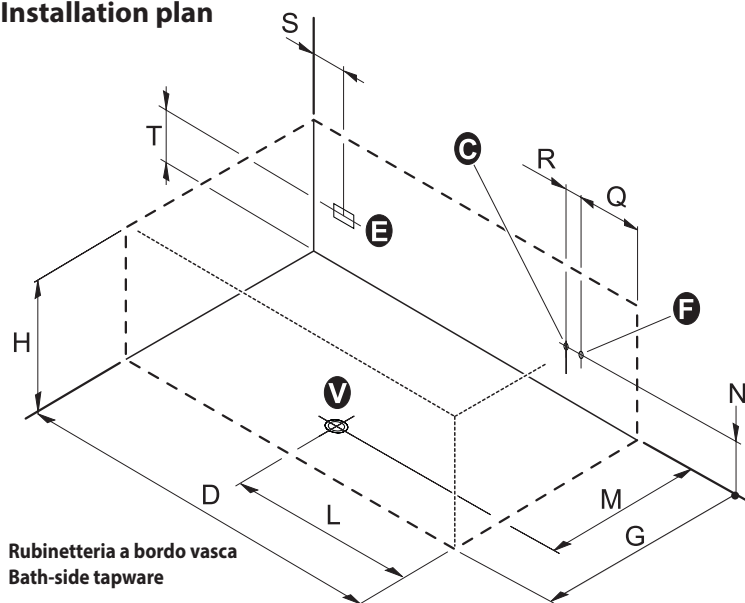 Installation plan
S
T
C
R
Q
E
F
H
N
V
D
L
M
G
Rubinetteria a bordo vasca
Bath-side tapware